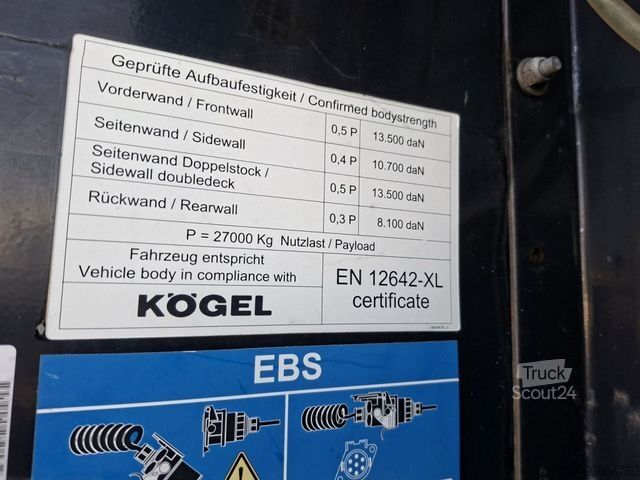 Geprüfte Aufbaufestigkeit / Confirmed bodystrength
Vorderwand / Frontwall 0,5 P 13.500 daN
Seitenwand / Sidewall 0,4 P 10.700 daN
Seitenwand Doppelstock /
Sidewall doubledeck 0,5 P 13.500 daN
Rückwand / Rearwall 0,3 P 8.100 daN
P = 27000 Kg Nutzlast / Payload
Fahrzeug entspricht
Vehicle body in compliance with
KÖGEL
EN 12642-XL
certificate
EBS
Truck
Scout24